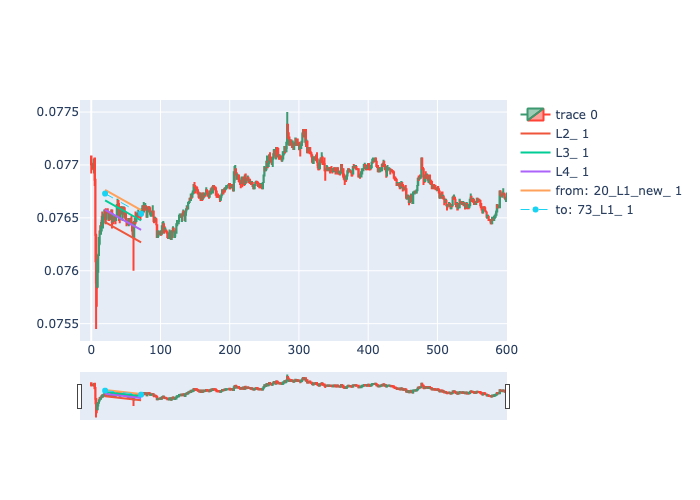 0.0775
0.077
0.0765
0.076
0.0755
0
100
200
300
400
500
600
trace 0
L2_ 1
L3_ 1
L4_ 1
from: 20_L1_new_ 1
to: 73_L1_ 1